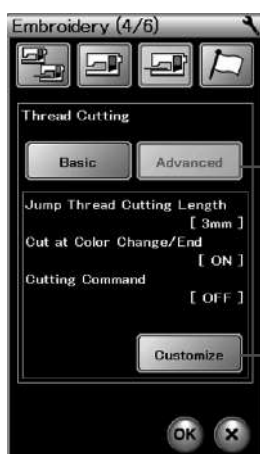 Embroidery (4/6)
Thread Cutting
Basic Advanced
Jump Thread Cutting Length
[ 3mm ]
Cut at Color Change/End
[ ON ]
Cutting Command
[ OFF ]
Customize
OK X